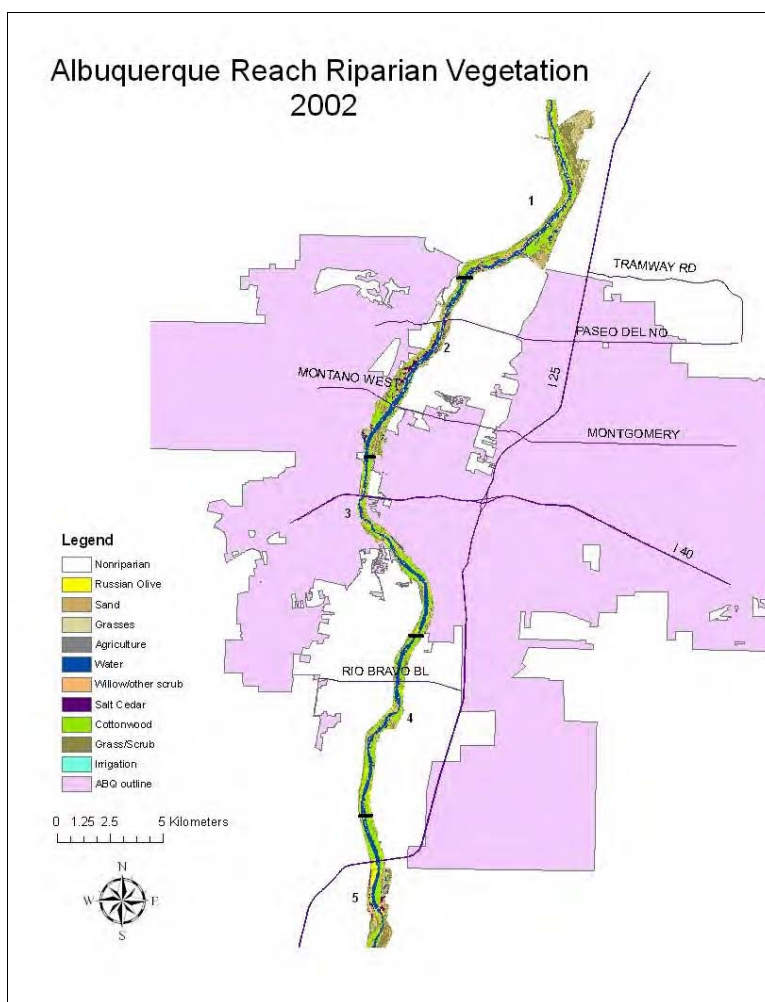 Albuquerque Reach Riparian Vegetation
2002
1
TRAMWAY RD
PASEO DEL NO
2
MONTANO WEST
I 25
MONTGOMERY
3
I 40
Legend
Nonriparian
Russian Olive
Sand
Grasses
Agriculture
Water
Willow/other scrub
Salt Cedar
Cottonwood
Grass/Scrub
Irrigation
ABQ outline
RIO BRAVO BL
4
0 1.25 2.5 5 Kilometers
N
W E
S
5